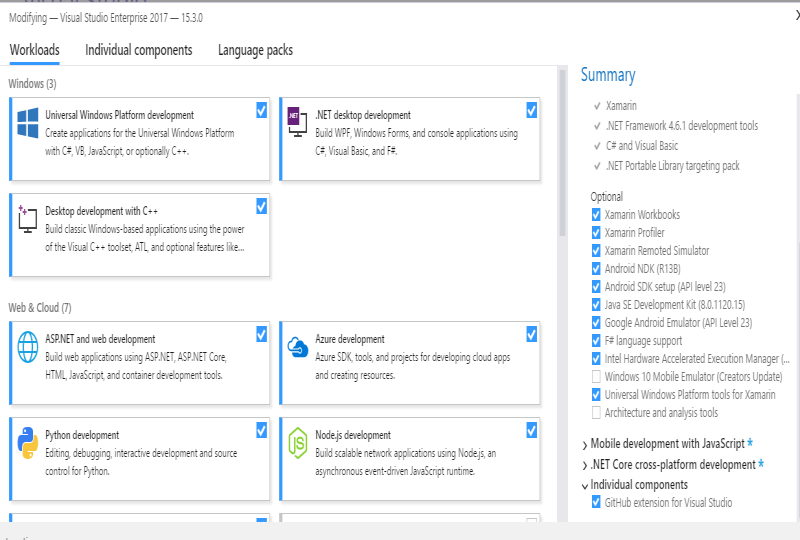 Modifying — Visual Studio Enterprise 2017 — 15.3.0
Workloads Individual components Language packs
Windows (3)
Universal Windows Platform development
Create applications for the Universal Windows Platform
with C#, VB, JavaScript, or optionally C++.
.NET
.NET desktop development
Build WPF, Windows Forms, and console applications using
C#, Visual Basic, and F#.
Desktop development with C++
Build classic Windows-based applications using the power
of the Visual C++ toolset, ATL, and optional features like...
Web & Cloud (7)
ASP.NET and web development
Build web applications using ASP.NET, ASP.NET Core,
HTML, JavaScript, and container development tools.
Azure development
Azure SDK, tools, and projects for developing cloud apps
and creating resources.
Python development
Editing, debugging, interactive development and source
control for Python.
JS
Node.js development
Build scalable network applications using Node.js, an
asynchronous event-driven JavaScript runtime.
Summary
Xamarin
.NET Framework 4.6.1 development tools
C# and Visual Basic
.NET Portable Library targeting pack
Optional
Xamarin Workbooks
Xamarin Profiler
Xamarin Remoted Simulator
Android NDK (R13B)
Android SDK setup (API level 23)
Java SE Development Kit (8.0.1120.15)
Google Android Emulator (API Level 23)
F# language support
Intel Hardware Accelerated Execution Manager (...
Windows 10 Mobile Emulator (Creators Update)
Universal Windows Platform tools for Xamarin
Architecture and analysis tools
Mobile development with JavaScript *
.NET Core cross-platform development *
Individual components
GitHub extension for Visual Studio